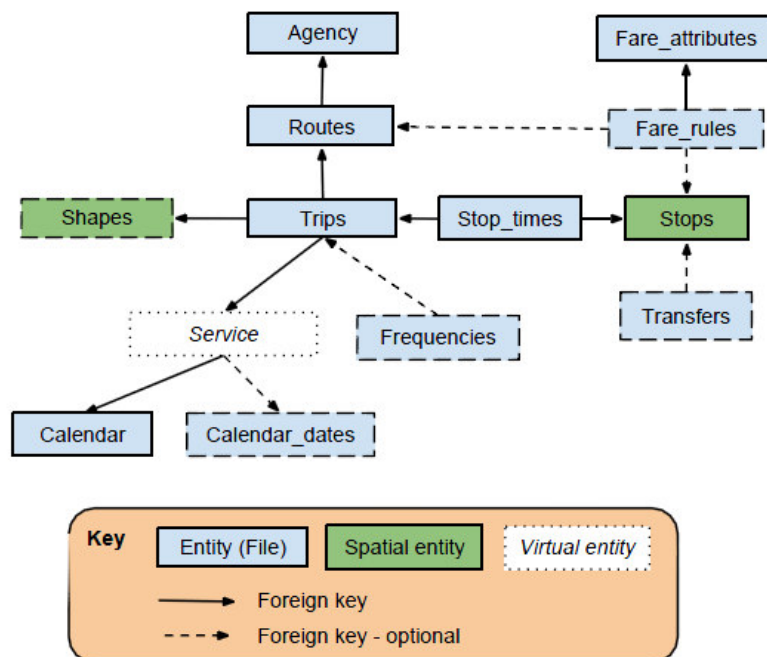 Agency
Fare_attributes
Routes
Fare_rules
Shapes
Trips
Stop_times
Stops
Service
Frequencies
Transfers
Calendar
Calendar_dates
Key
Entity (File)
Spatial entity
Virtual entity
Foreign key
Foreign key - optional